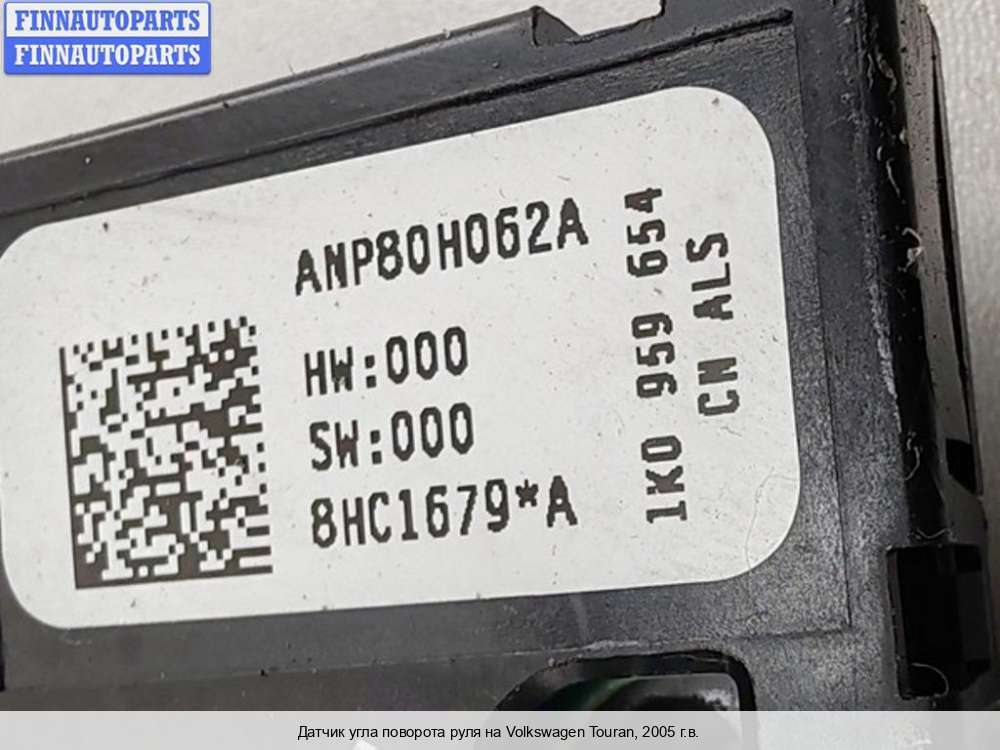 FINNAUTOPARTS
FINNAUTOPARTS
ANP80H062A
HW:000
SW:000
8HC1679*A
1K0 959 654
CN ALS
Датчик угла поворота руля на Volkswagen Touran, 2005 г.в.